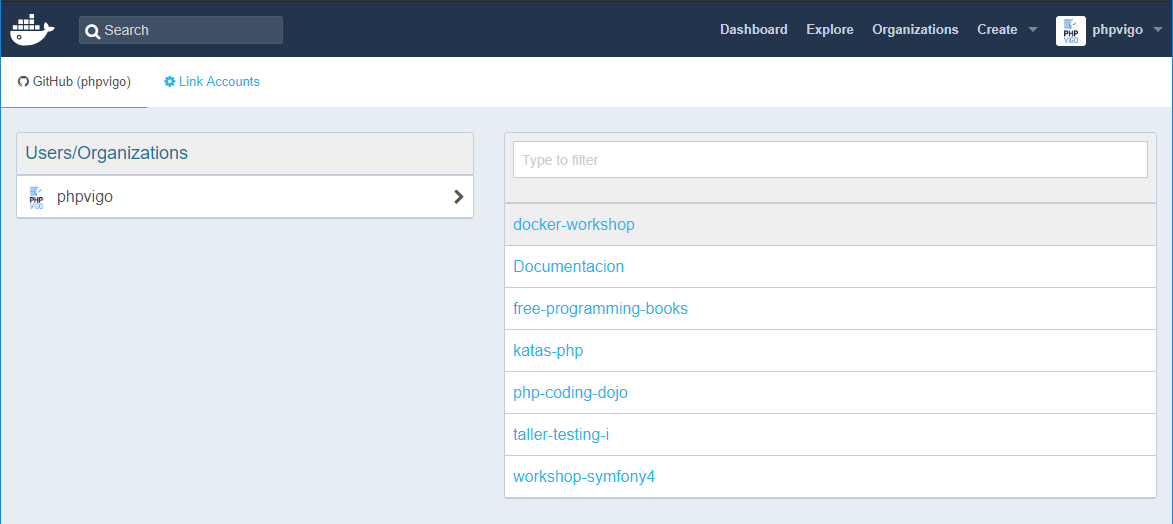 Search
Dashboard Explore Organizations Create PHP VIGO phpvigo
GitHub (phpvigo) Link Accounts
Users/Organizations
PHP VIGO phpvigo
Type to filter
docker-workshop
Documentacion
free-programming-books
katas-php
php-coding-dojo
taller-testing-i
workshop-symfony4